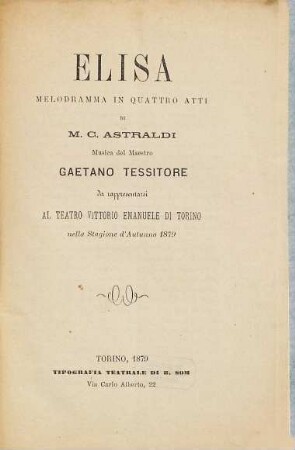 ELISA
MELODRAMMA IN QUATTRO ATTI
DI
M. C. ASTRALDI
Musica del Maestro
GAETANO TESSITORE
da rappresentarsi
AL TEATRO VITTORIO EMANUELE DI TORINO
nella Stagione d'Autunno 1879
TORINO, 1879
TIPOGRAFIA TEATRALE DI B. SOM
Via Carlo Alberto, 22